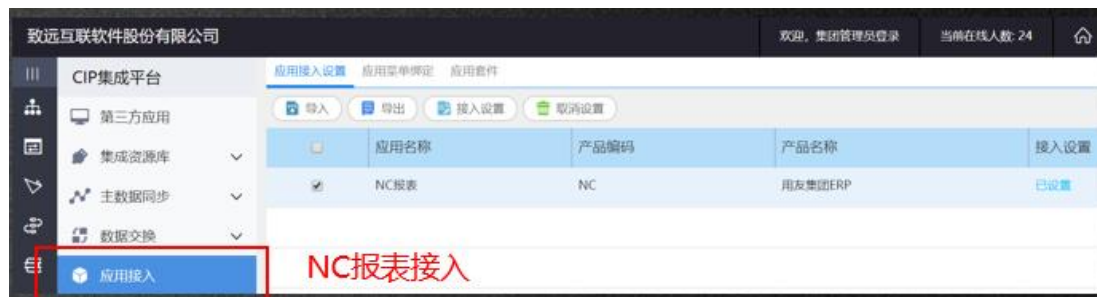 致远互联软件股份有限公司 欢迎，集团管理员登录 当前在线人数: 24
CIP集成平台 应用接入设置 应用菜单绑定 应用套件
第三方应用 导入 导出 接入设置 取消设置
集成资源库 应用名称 产品编码 产品名称 接入设置
主数据同步 NC报表 NC 用友集团ERP 已设置
数据交换
应用接入 NC报表接入